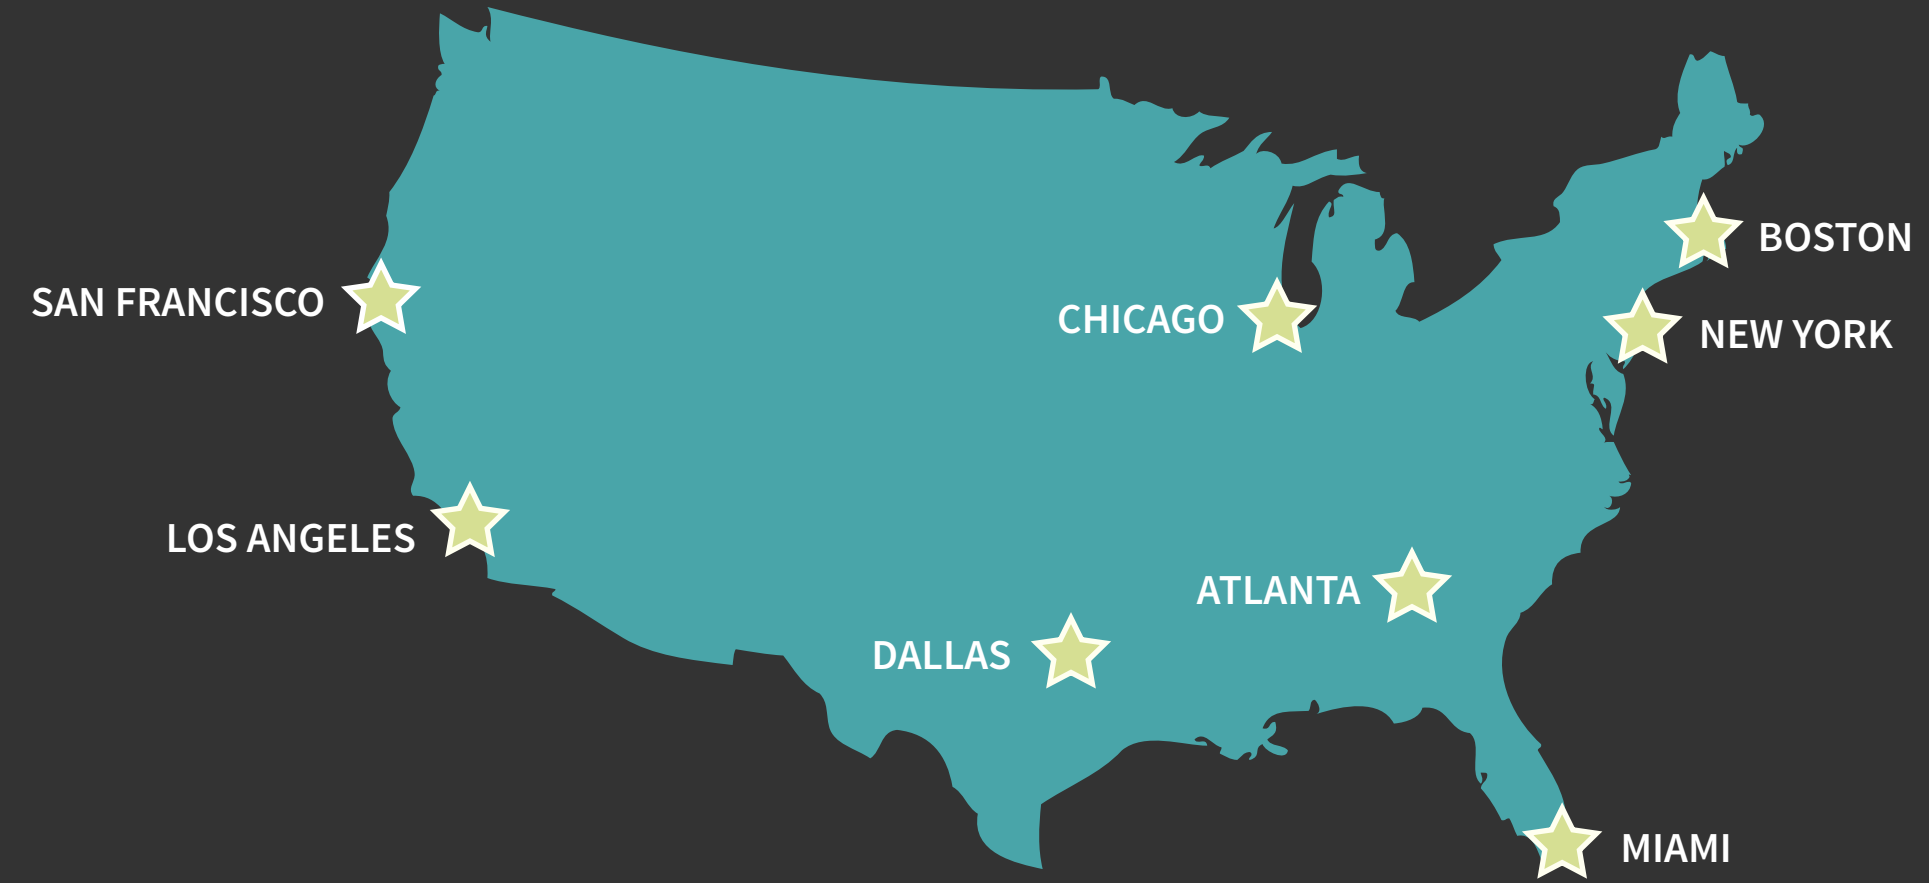 BOSTON
SAN FRANCISCO
CHICAGO
NEW YORK
LOS ANGELES
ATLANTA
DALLAS
MIAMI